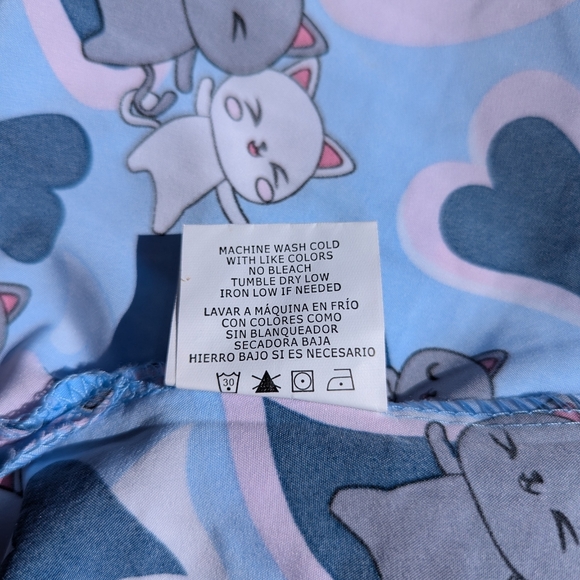 MACHINE WASH COLD
WITH LIKE COLORS
NO BLEACH
TUMBLE DRY LOW
IRON LOW IF NEEDED
LAVAR A MÁQUINA EN FRÍO
CON COLORES COMO
SIN BLANQUEADOR
SECADORA BAJA
HIERRO BAJO SI ES NECESARIO
30